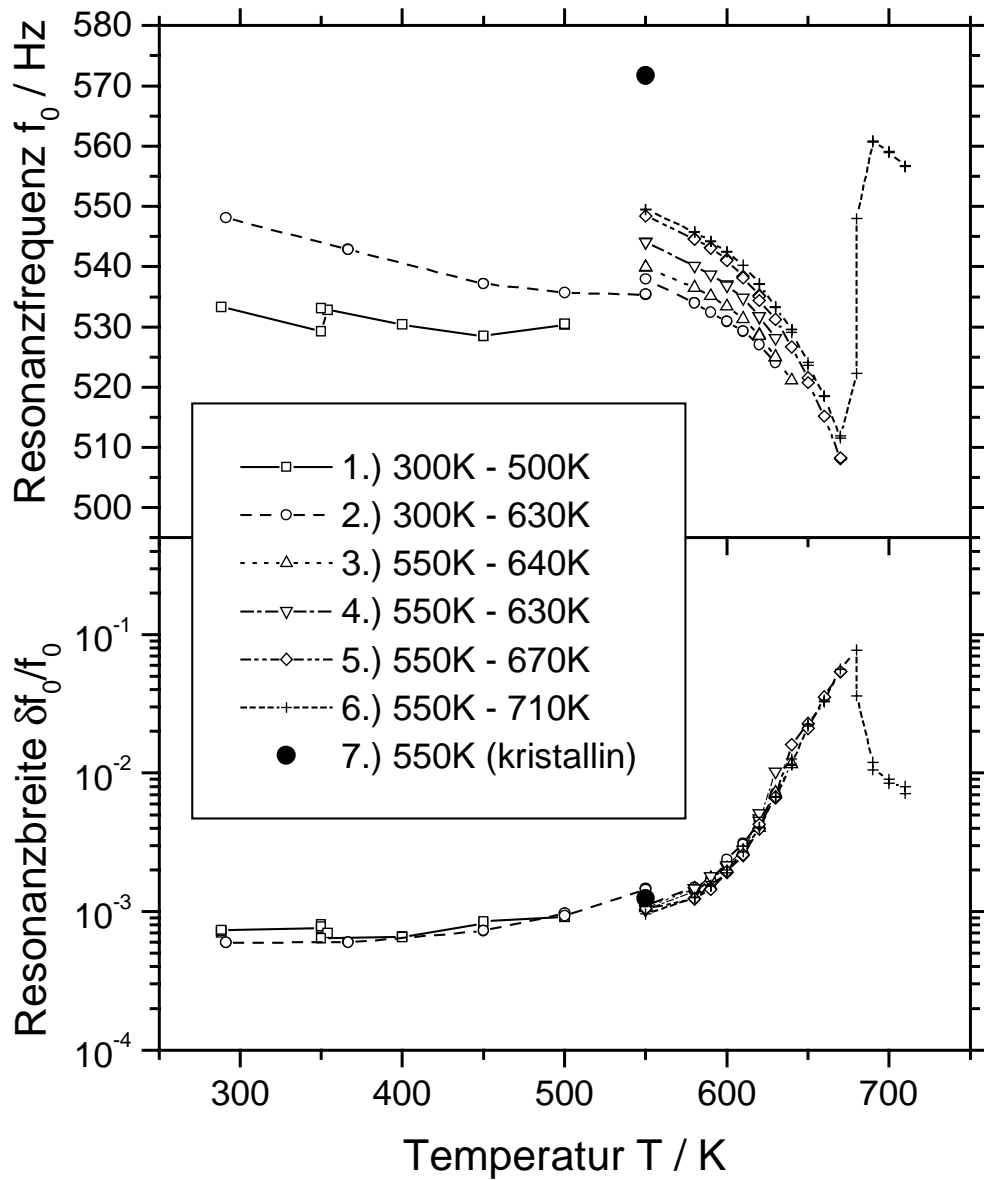 Resonanzfrequenz f₀ / Hz
580
570
560
550
540
530
520
510
500
1.) 300K - 500K
2.) 300K - 630K
3.) 550K - 640K
4.) 550K - 630K
5.) 550K - 670K
6.) 550K - 710K
7.) 550K (kristallin)
Resonanzbreite δf₀/f₀
10⁻¹
10⁻²
10⁻³
10⁻⁴
300 400 500 600 700
Temperatur T / K